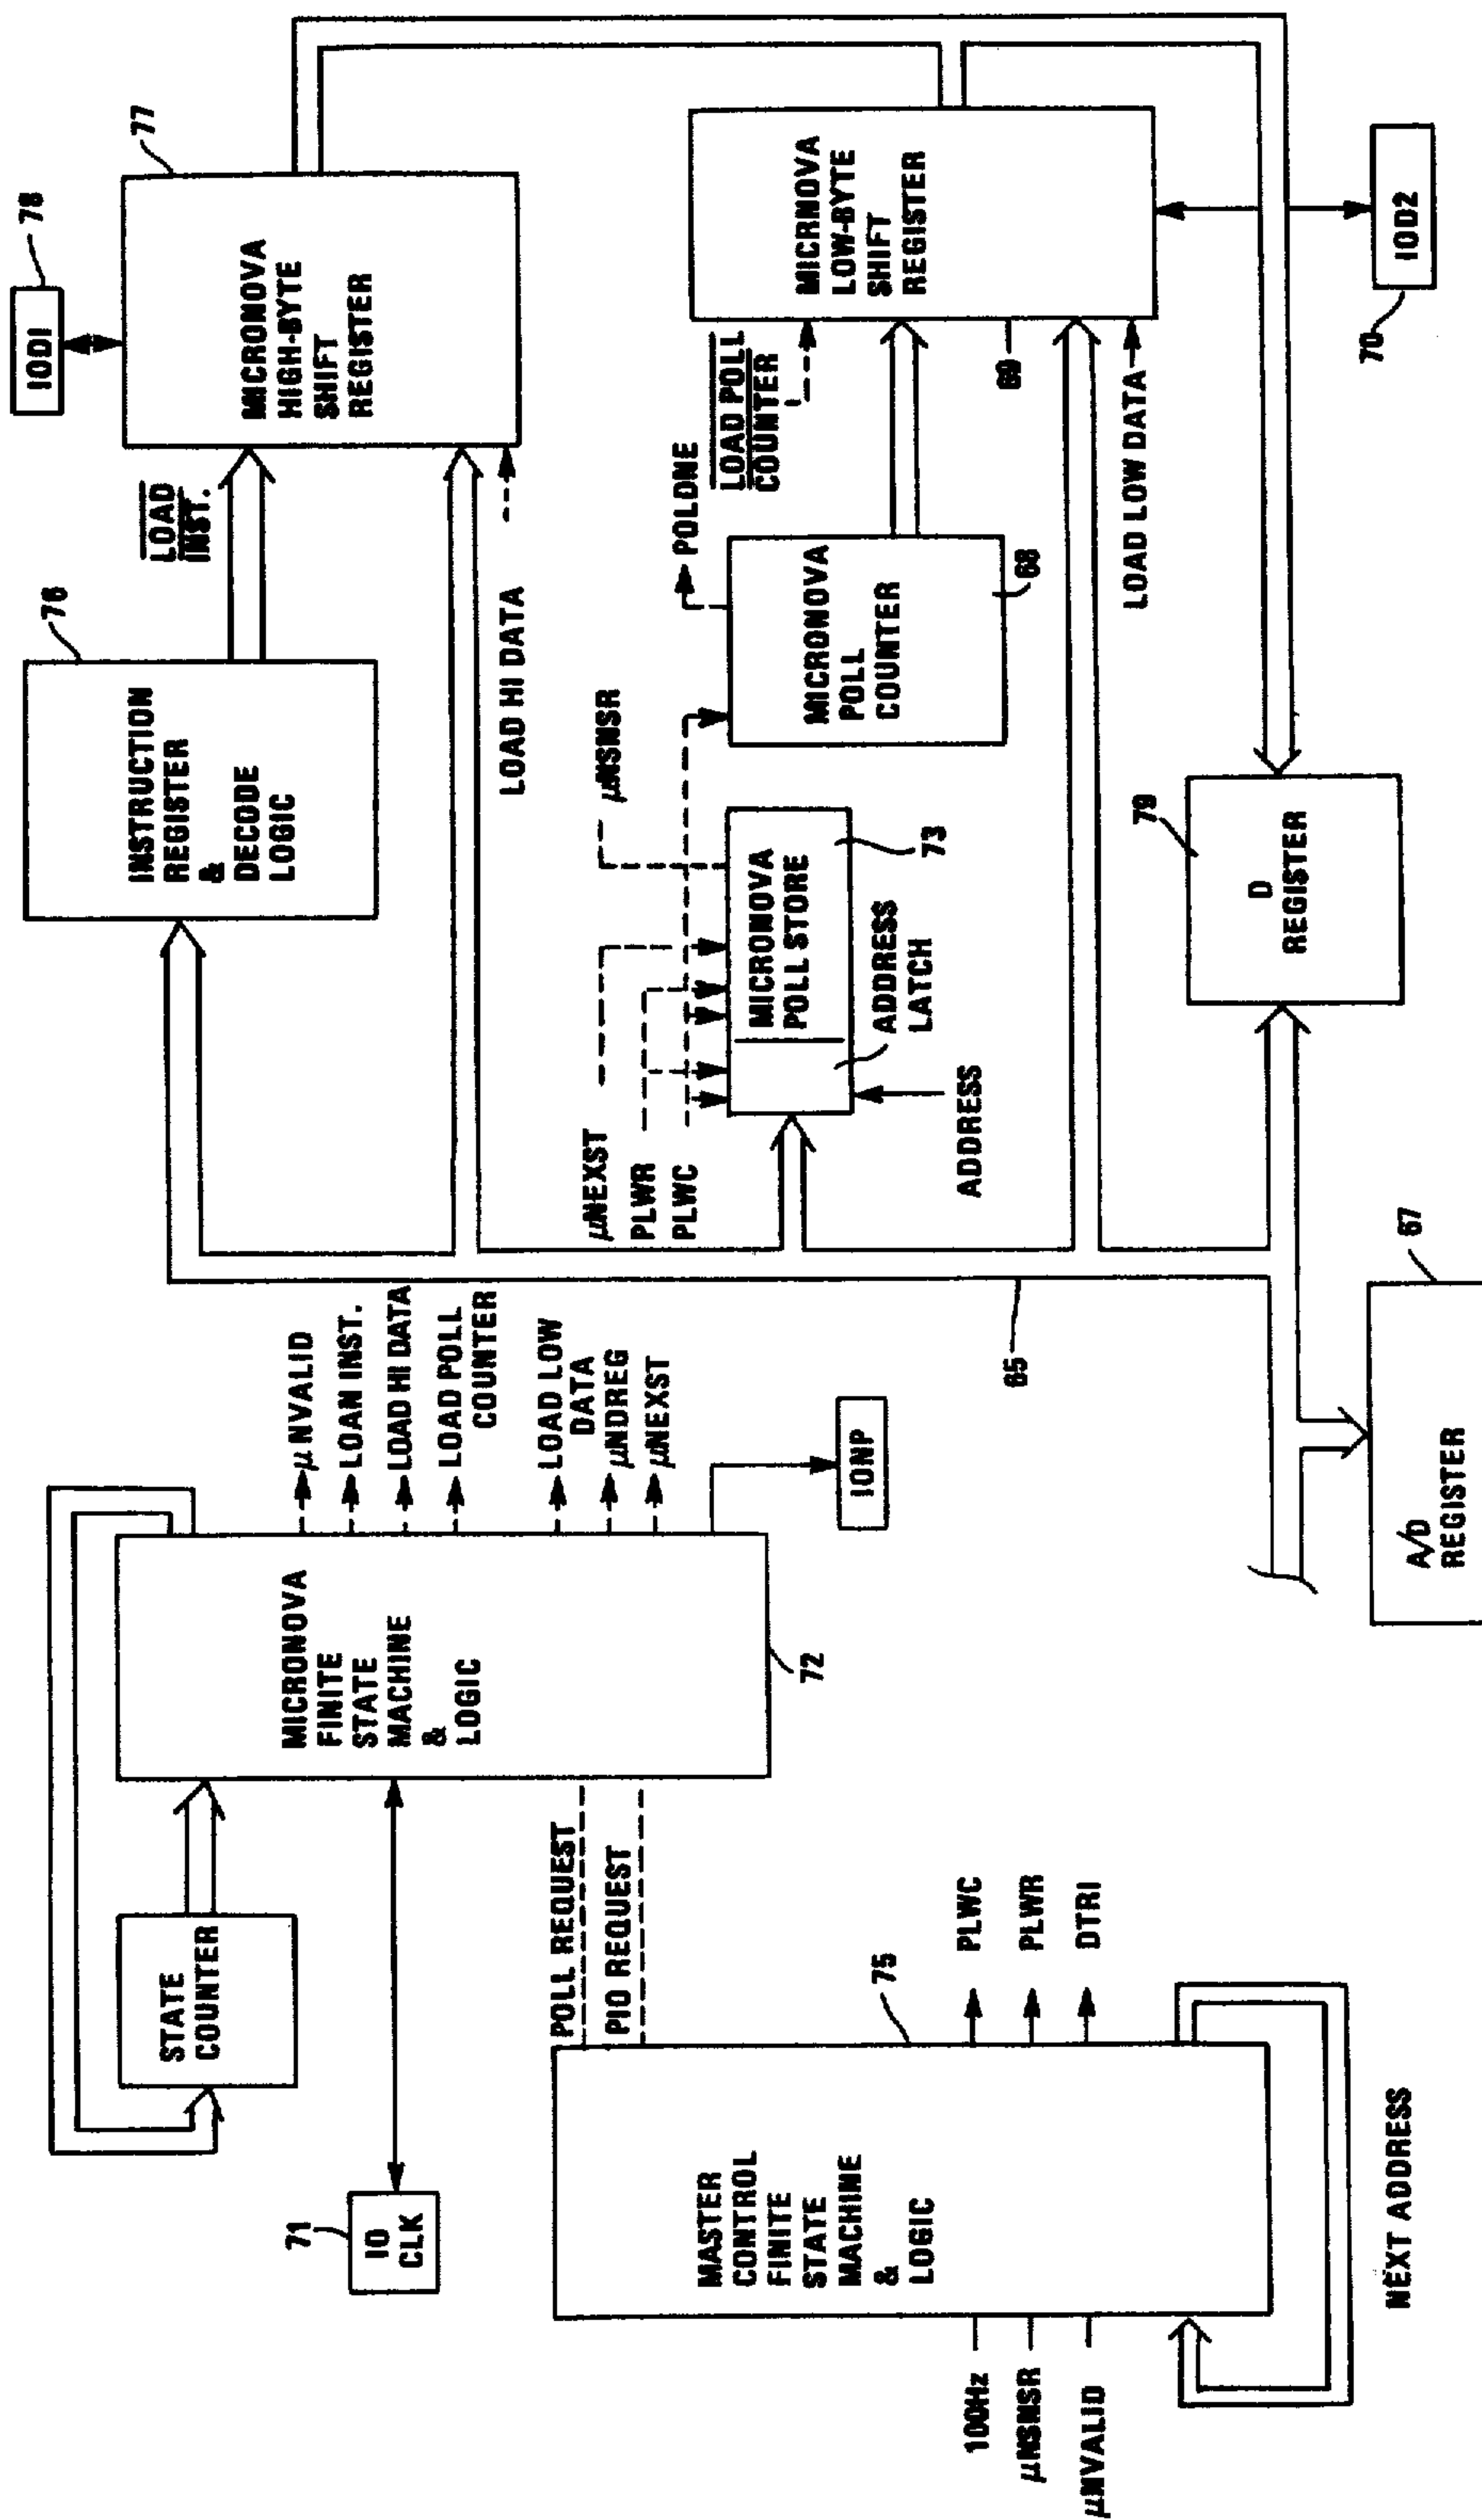 71
IO
CLK
STATE
COUNTER
MICRONOVA
FINITE
STATE
MACHINE
&
LOGIC
72
µNVALID
LOAN INST.
LOAD HI DATA
LOAD POLL
COUNTER
LOAD LOW
DATA
µNDREG
µNEXST
IONP
POLL REQUEST
PIO REQUEST
MASTER
CONTROL
FINITE
STATE
MACHINE
&
LOGIC
75
100Hz
µNSNSR
µNVALID
PLWC
PLWR
DTRI
NEXT ADDRESS
INSTRUCTION
REGISTER
&
DECODE
LOGIC
76
LOAD
INST.
IOD1
78
MICRONOVA
HIGH-BYTE
SHIFT
REGISTER
77
LOAD HI DATA
µNEXST
PLWR
PLWC
µNSNSR
MICRONOVA
POLL STORE
73
ADDRESS
LATCH
ADDRESS
POLDNE
MICRONOVA
POLL
COUNTER
68
LOAD POLL
COUNTER
MICRNOVA
LOW-BYTE
SHIFT
REGISTER
69
LOAD LOW DATA
65
A/D
REGISTER
67
D
REGISTER
79
IOD2
70